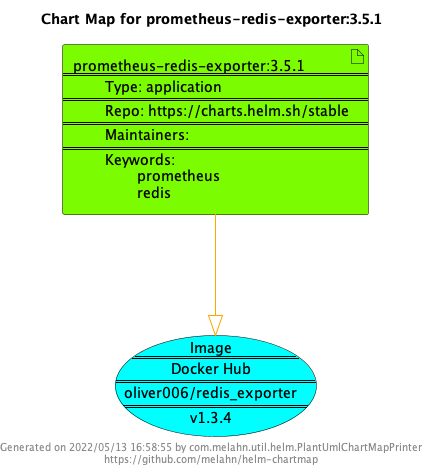 Chart Map for prometheus-redis-exporter:3.5.1
prometheus-redis-exporter:3.5.1
Type: application
Repo: https://charts.helm.sh/stable
Maintainers:
Keywords:
prometheus
redis
Image
Docker Hub
oliver006/redis_exporter
v1.3.4
Generated on 2022/05/13 16:58:55 by com.melahn.util.helm.PlantUmlChartMapPrinter
https://github.com/melahn/helm-chartmap